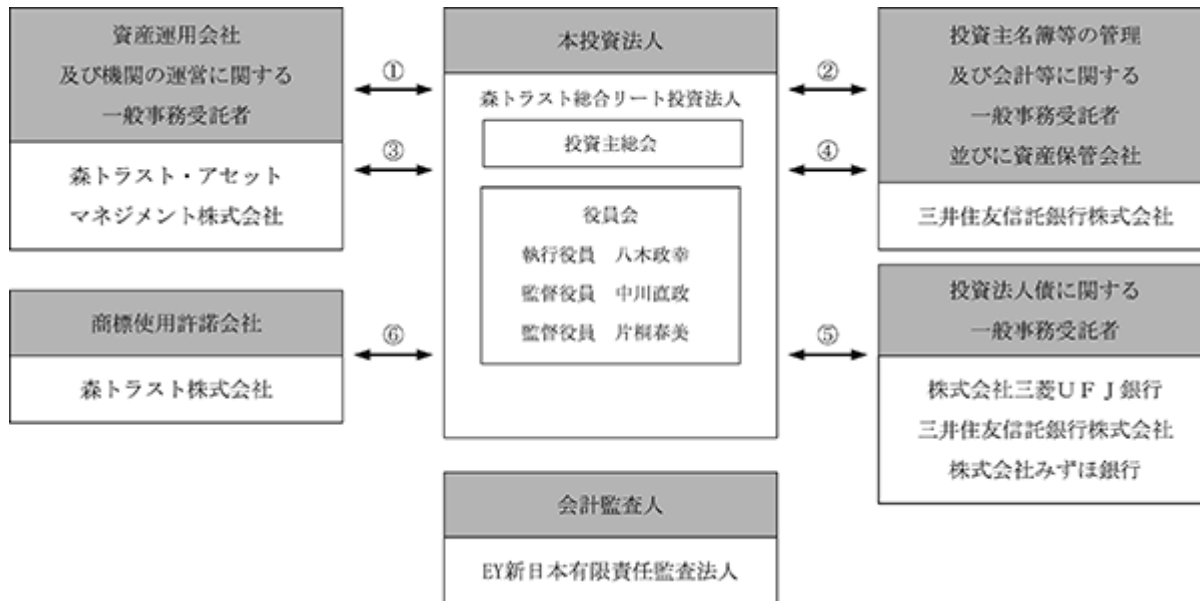 資産運用会社
及び機関の運営に関する
一般事務受託者
森トラスト・アセット
マネジメント株式会社
①
③
本投資法人
森トラスト総合リート投資法人
投資主総会
役員会
執行役員 八木政幸
監督役員 中川直政
監督役員 片桐春美
②
④
投資主名簿等の管理
及び会計等に関する
一般事務受託者
並びに資産保管会社
三井住友信託銀行株式会社
商標使用許諾会社
森トラスト株式会社
⑥
⑤
投資法人債に関する
一般事務受託者
株式会社三菱UFJ銀行
三井住友信託銀行株式会社
株式会社みずほ銀行
会計監査人
EY新日本有限責任監査法人